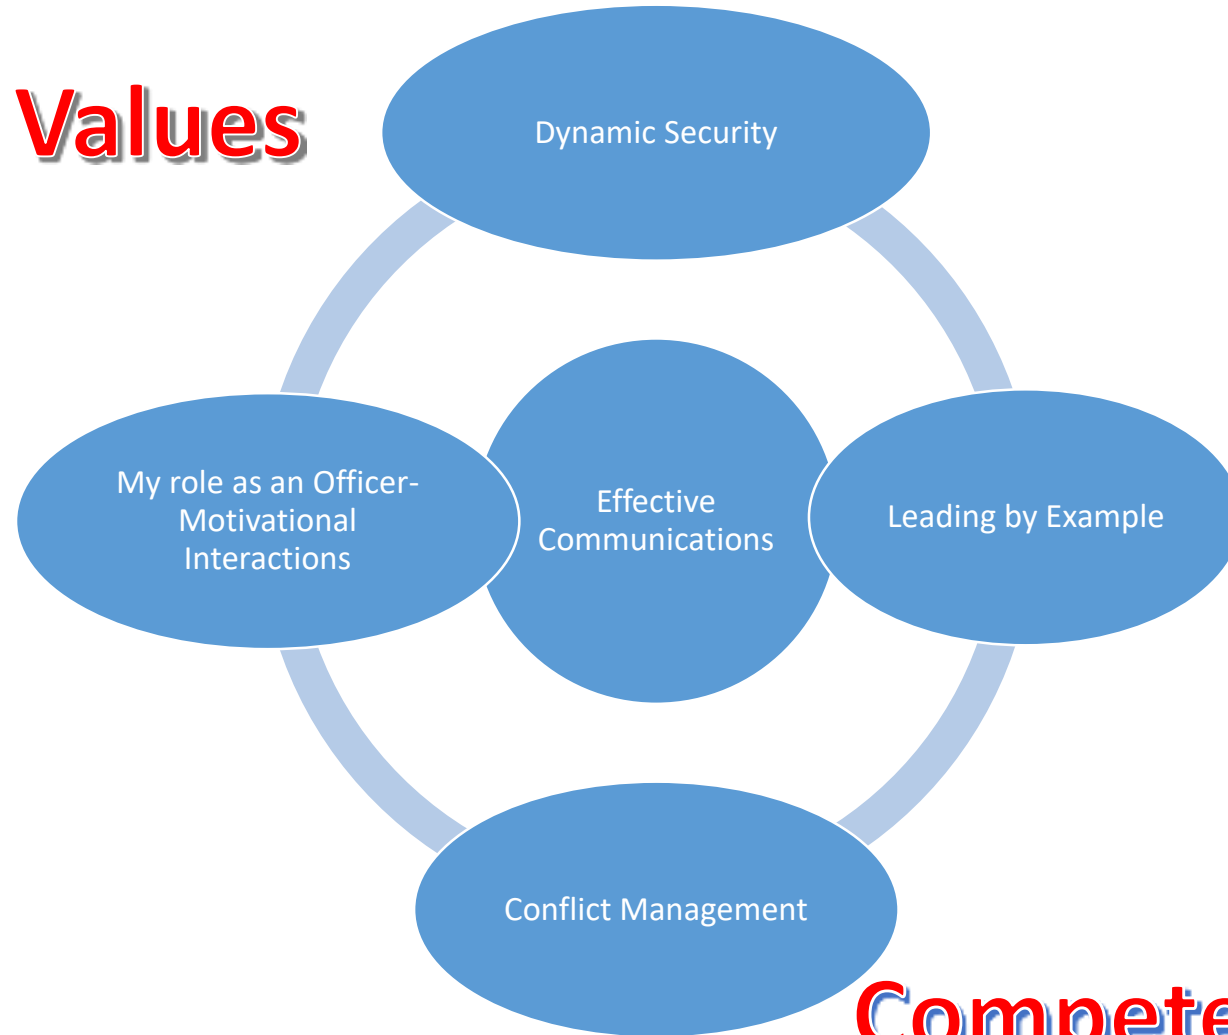 Values
Dynamic Security
My role as an Officer-
Motivational
Interactions
Effective
Communications
Leading by Example
Conflict Management
Compete